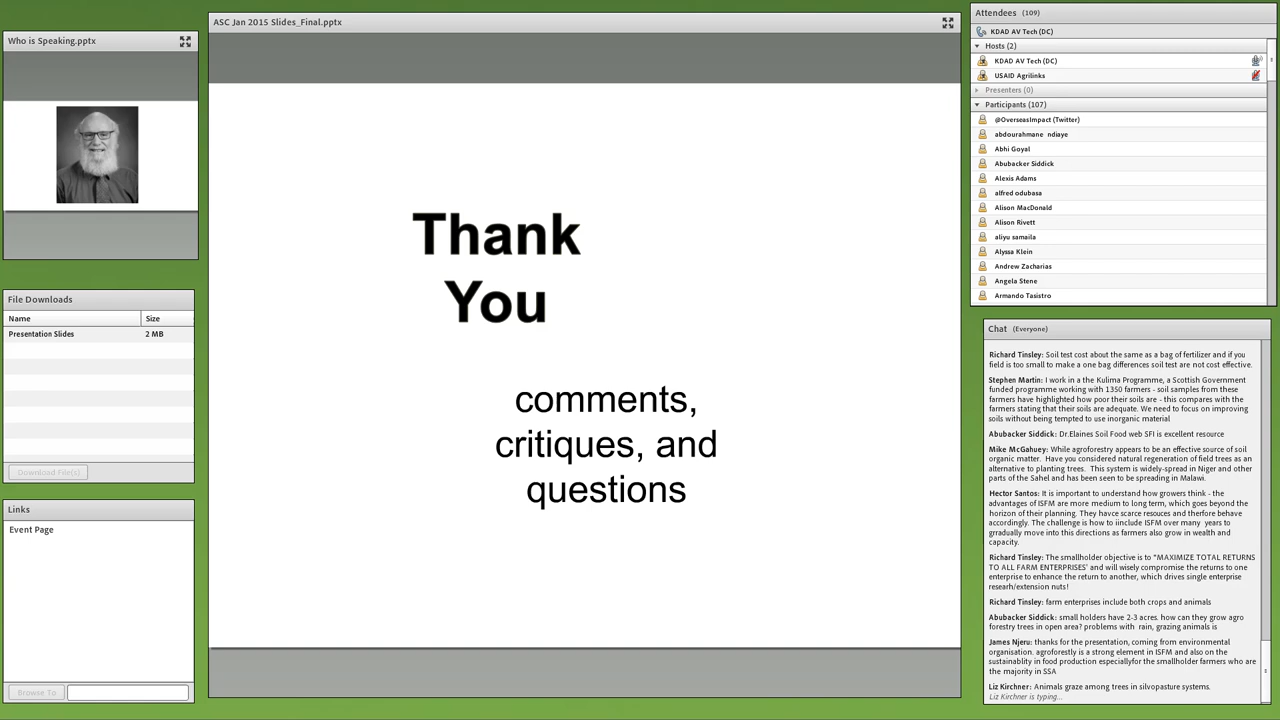 Who is Speaking.pptx
File Downloads
Name
Size
Presentation Slides
2 MB
Download File(s)
Links
Event Page
Browse To
ASC Jan 2015 Slides_Final.pptx
Thank
You
comments,
critiques, and
questions
Attendees (109)
KDAD AV Tech (DC)
Hosts (2)
KDAD AV Tech (DC)
USAID Agrilinks
Presenters (0)
Participants (107)
@OverseasImpact (Twitter)
abdourahmane ndiaye
Abhi Goyal
Abubacker Siddick
Alexis Adams
alfred odubasa
Alison MacDonald
Alison Rivett
aliyu samaila
Alyssa Klein
Andrew Zacharias
Angela Stene
Armando Tasistro
Chat (Everyone)
Richard Tinsley: Soil test cost about the same as a bag of fertilizer and if you
field is too small to make a one bag differences soil test are not cost effective.
Stephen Martin: I work in a the Kulima Programme, a Scottish Government
funded programme working with 1350 farmers - soil samples from these
farmers have highlighted how poor their soils are - this compares with the
farmers stating that their soils are adequate. We need to focus on improving
soils without being tempted to use inorganic material
Abubacker Siddick: Dr.Elaines Soil Food web SFI is excellent resource
Mike McGahuey: While agroforestry appears to be an effective source of soil
organic matter. Have you considered natural regeneration of field trees as an
alternative to planting trees. This system is widely-spread in Niger and other
parts of the Sahel and has been seen to be spreading in Malawi.
Hector Santos: It is important to understand how growers think - the
advantages of ISFM are more medium to long term, which goes beyond the
horizon of their planning. They havce scarce resouces and therfore behave
accordingly. The challenge is how to iinclude ISFM over many years to
grradually move into this directions as farmers also grow in wealth and
capacity.
Richard Tinsley: The smallholder objective is to "MAXIMIZE TOTAL RETURNS
TO ALL FARM ENTERPRISES' and will wisely compromise the returns to one
enterprise to enhance the return to another, which drives single enterprise
researh/extension nuts!
Richard Tinsley: farm enterprises include both crops and animals
Abubacker Siddick: small holders have 2-3 acres. how can they grow agro
forestry trees in open area? problems with rain, grazing animals is
James Njeru: thanks for the presentation, coming from environmental
organisation. agroforestly is a strong element in ISFM and also on the
sustainablity in food production especiallyfor the smallholder farmers who are
the majority in SSA
Liz Kirchner: Animals graze among trees in silvopasture systems.
Liz Kirchner is typing...